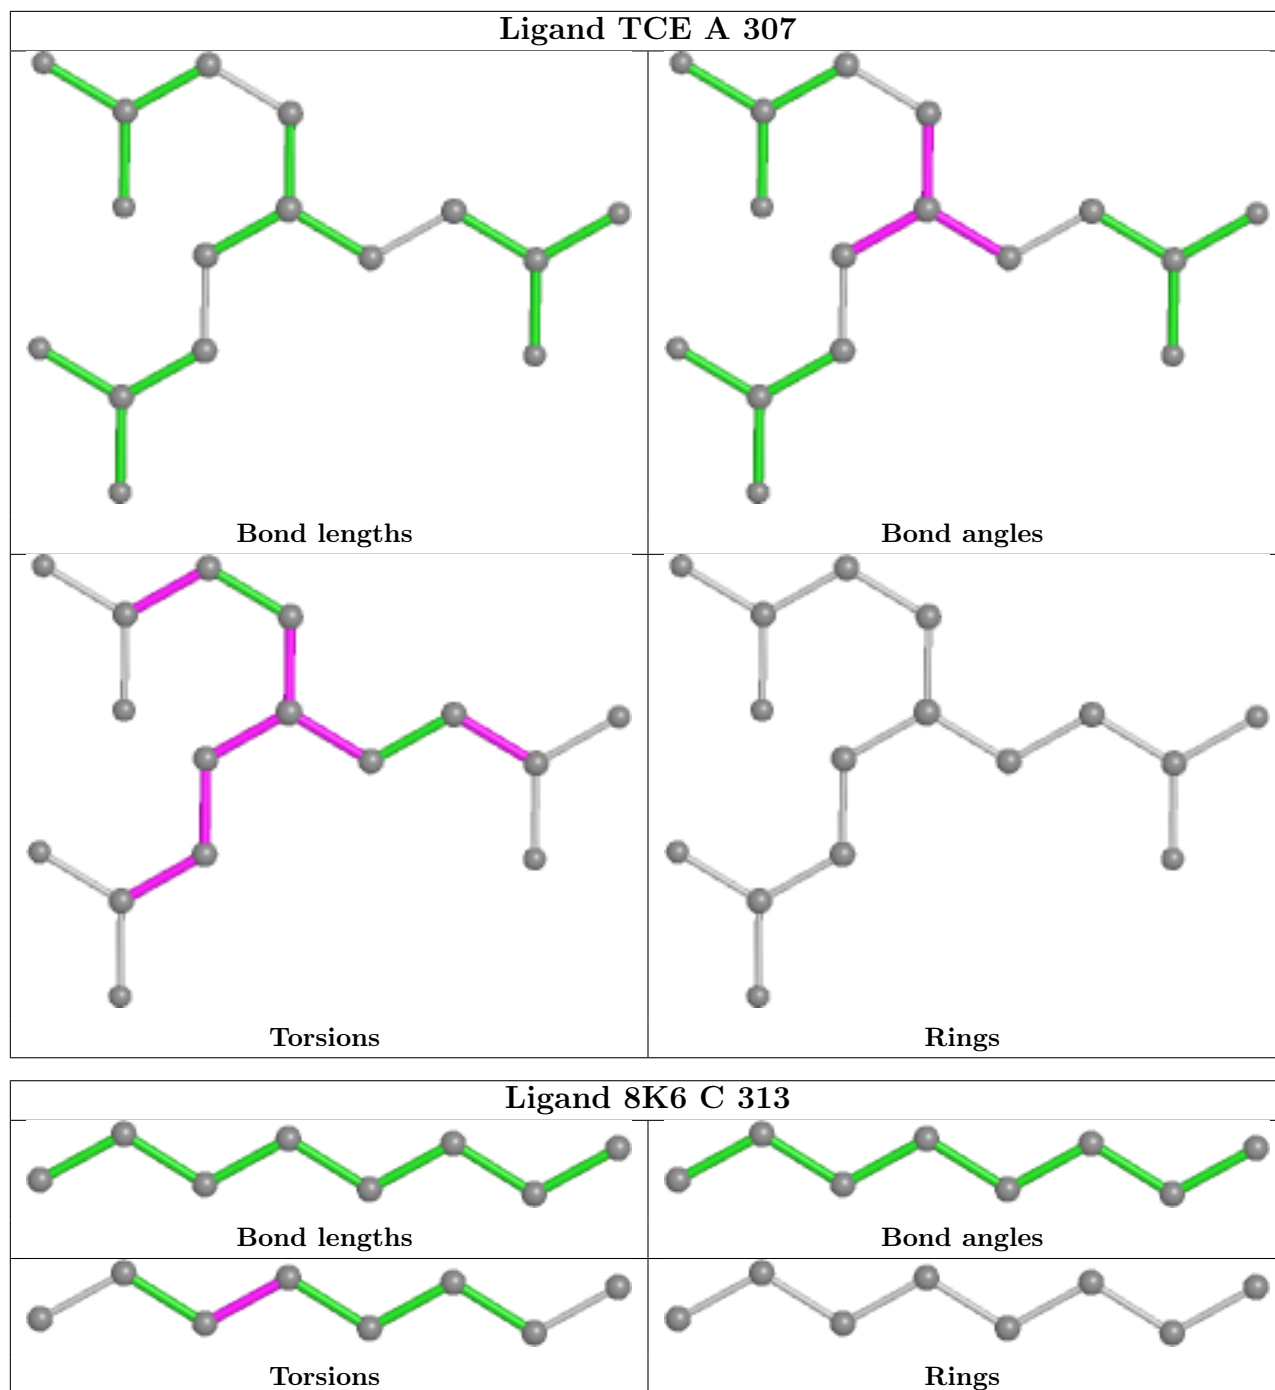 Ligand TCE A 307
Bond lengths
Bond angles
Torsions
Rings
Ligand 8K6 C 313
Bond lengths
Bond angles
Torsions
Rings